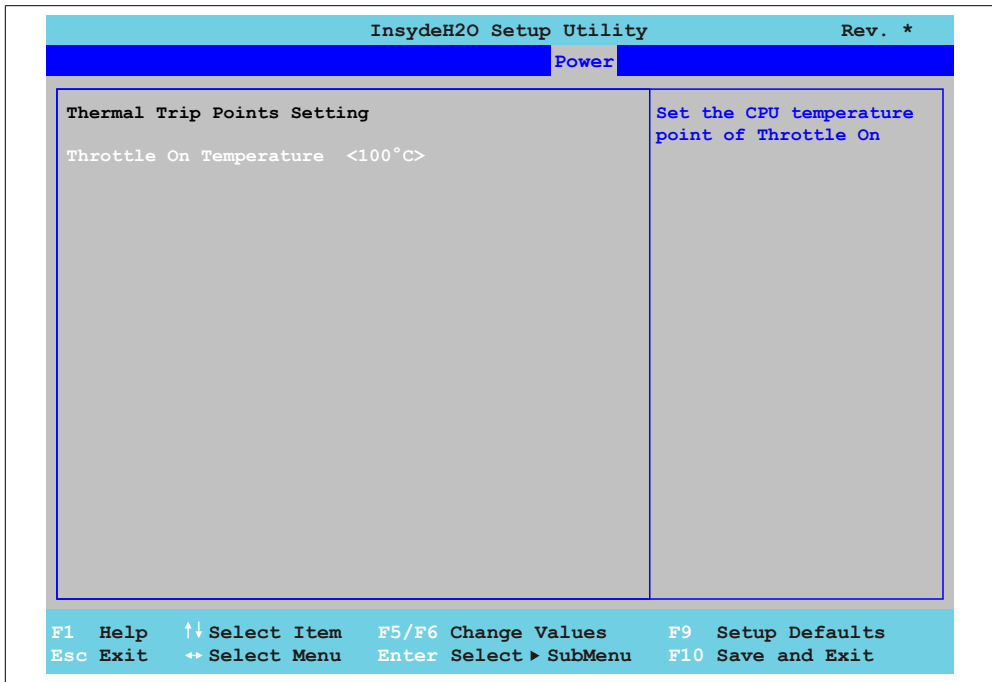 InsydeH2O Setup Utility Rev. *
Power
Thermal Trip Points Setting
Throttle On Temperature <100°C>
Set the CPU temperature
point of Throttle On
F1 Help ↑↓ Select Item F5/F6 Change Values F9 Setup Defaults
Esc Exit ↔ Select Menu Enter Select ▶ SubMenu F10 Save and Exit